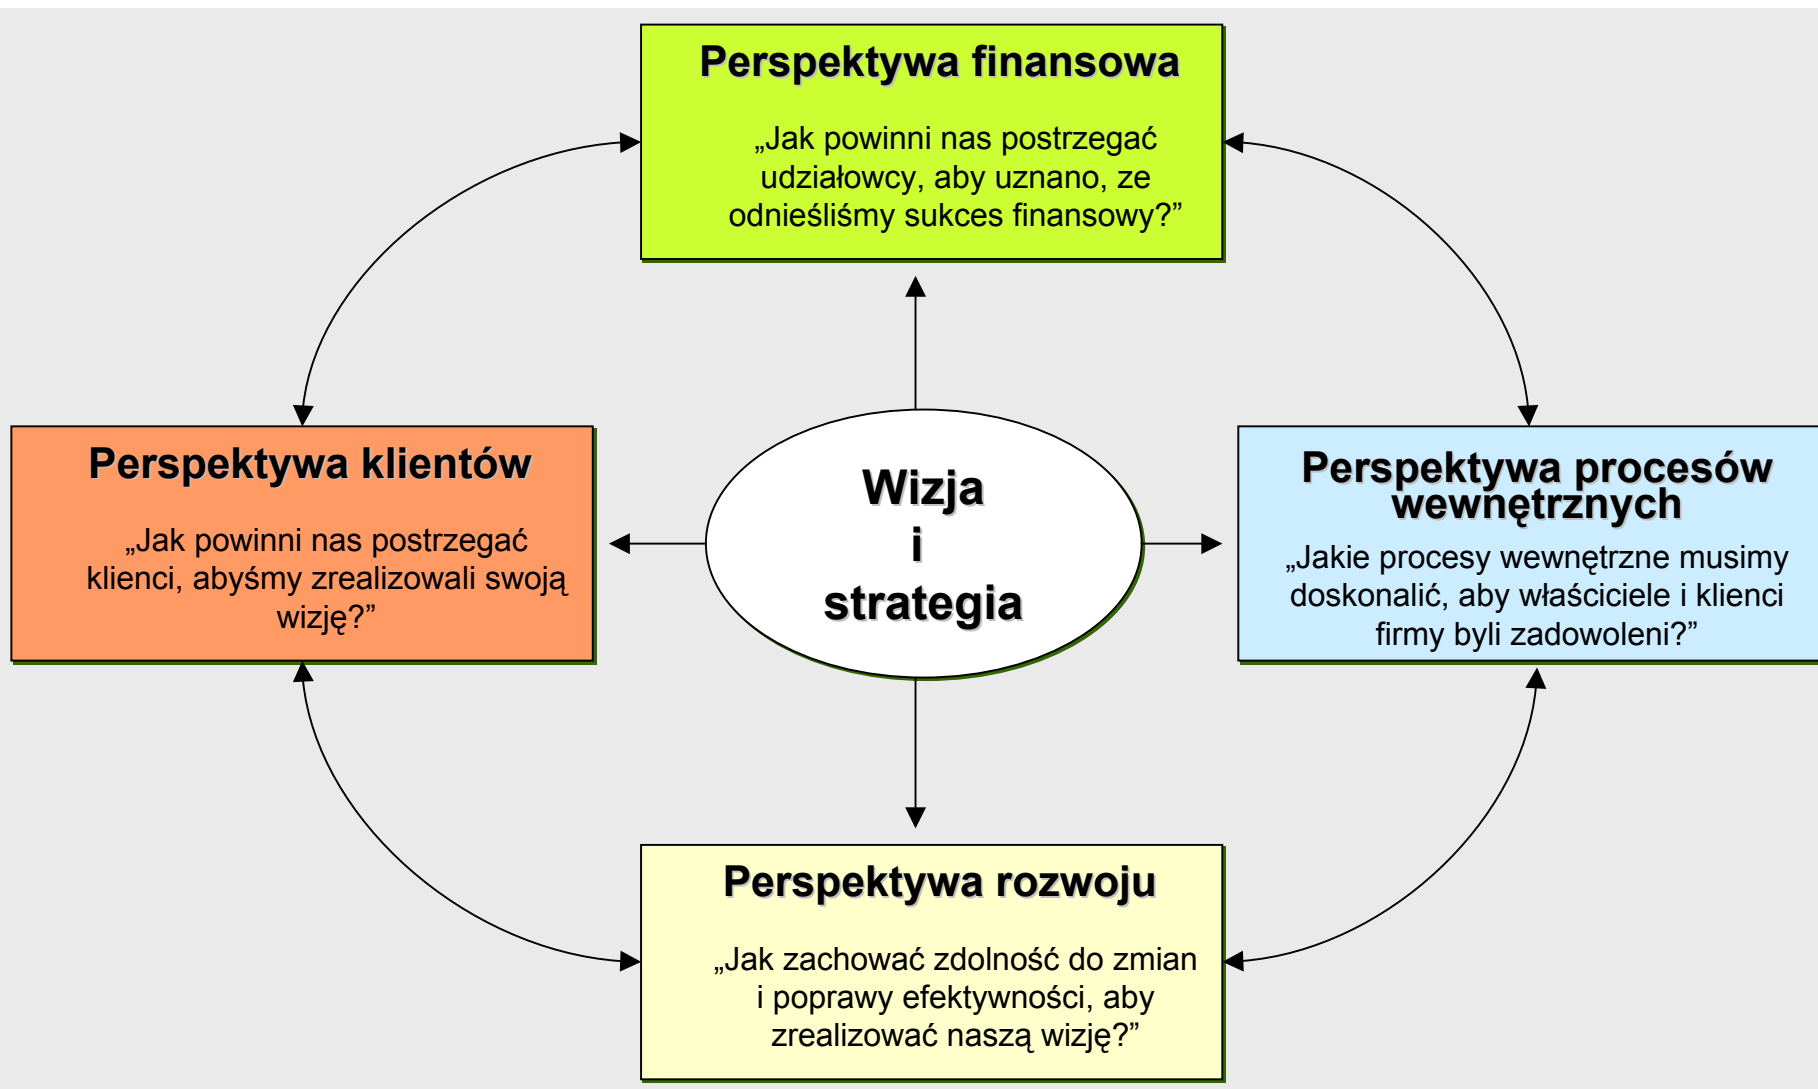 Perspektywa finansowa
„Jak powinni nas postrzegać
udziałowcy, aby uznano, ze
odnieśliśmy sukces finansowy?”
Perspektywa klientów
„Jak powinni nas postrzegać
klienci, abyśmy zrealizowali swoją
wizję?”
Wizja
i
strategia
Perspektywa procesów
wewnętrznych
„Jakie procesy wewnętrzne musimy
doskonalić, aby właściciele i klienci
firmy byli zadowoleni?”
Perspektywa rozwoju
„Jak zachować zdolność do zmian
i poprawy efektywności, aby
zrealizować naszą wizję?”